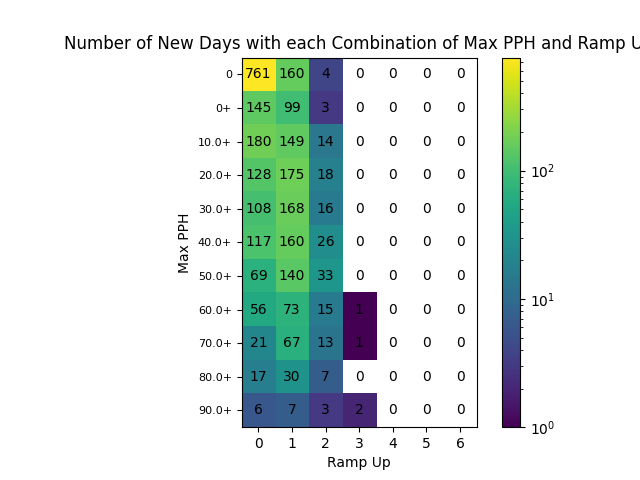 Number of New Days with each Combination of Max PPH and Ramp U
0 761 160 4 0 0 0 0
0+ 145 99 3 0 0 0 0
10.0+ 180 149 14 0 0 0 0
20.0+ 128 175 18 0 0 0 0
30.0+ 108 168 16 0 0 0 0
40.0+ 117 160 26 0 0 0 0
50.0+ 69 140 33 0 0 0 0
60.0+ 56 73 15 1 0 0 0
70.0+ 21 67 13 1 0 0 0
80.0+ 17 30 7 0 0 0 0
90.0+ 6 7 3 2 0 0 0
0 1 2 3 4 5 6
Ramp Up
Max PPH
10²
10¹
10⁰